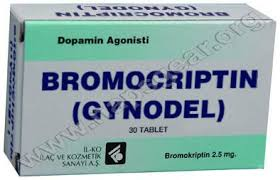 Dopamin Agonisti
BROMOCRIPTIN
(GYNODEL)
30 TABLET
İL-KO
İLAÇ VE KOZMETİK
SANAYİ A.Ş.
Bromokriptin 2.5 mg.